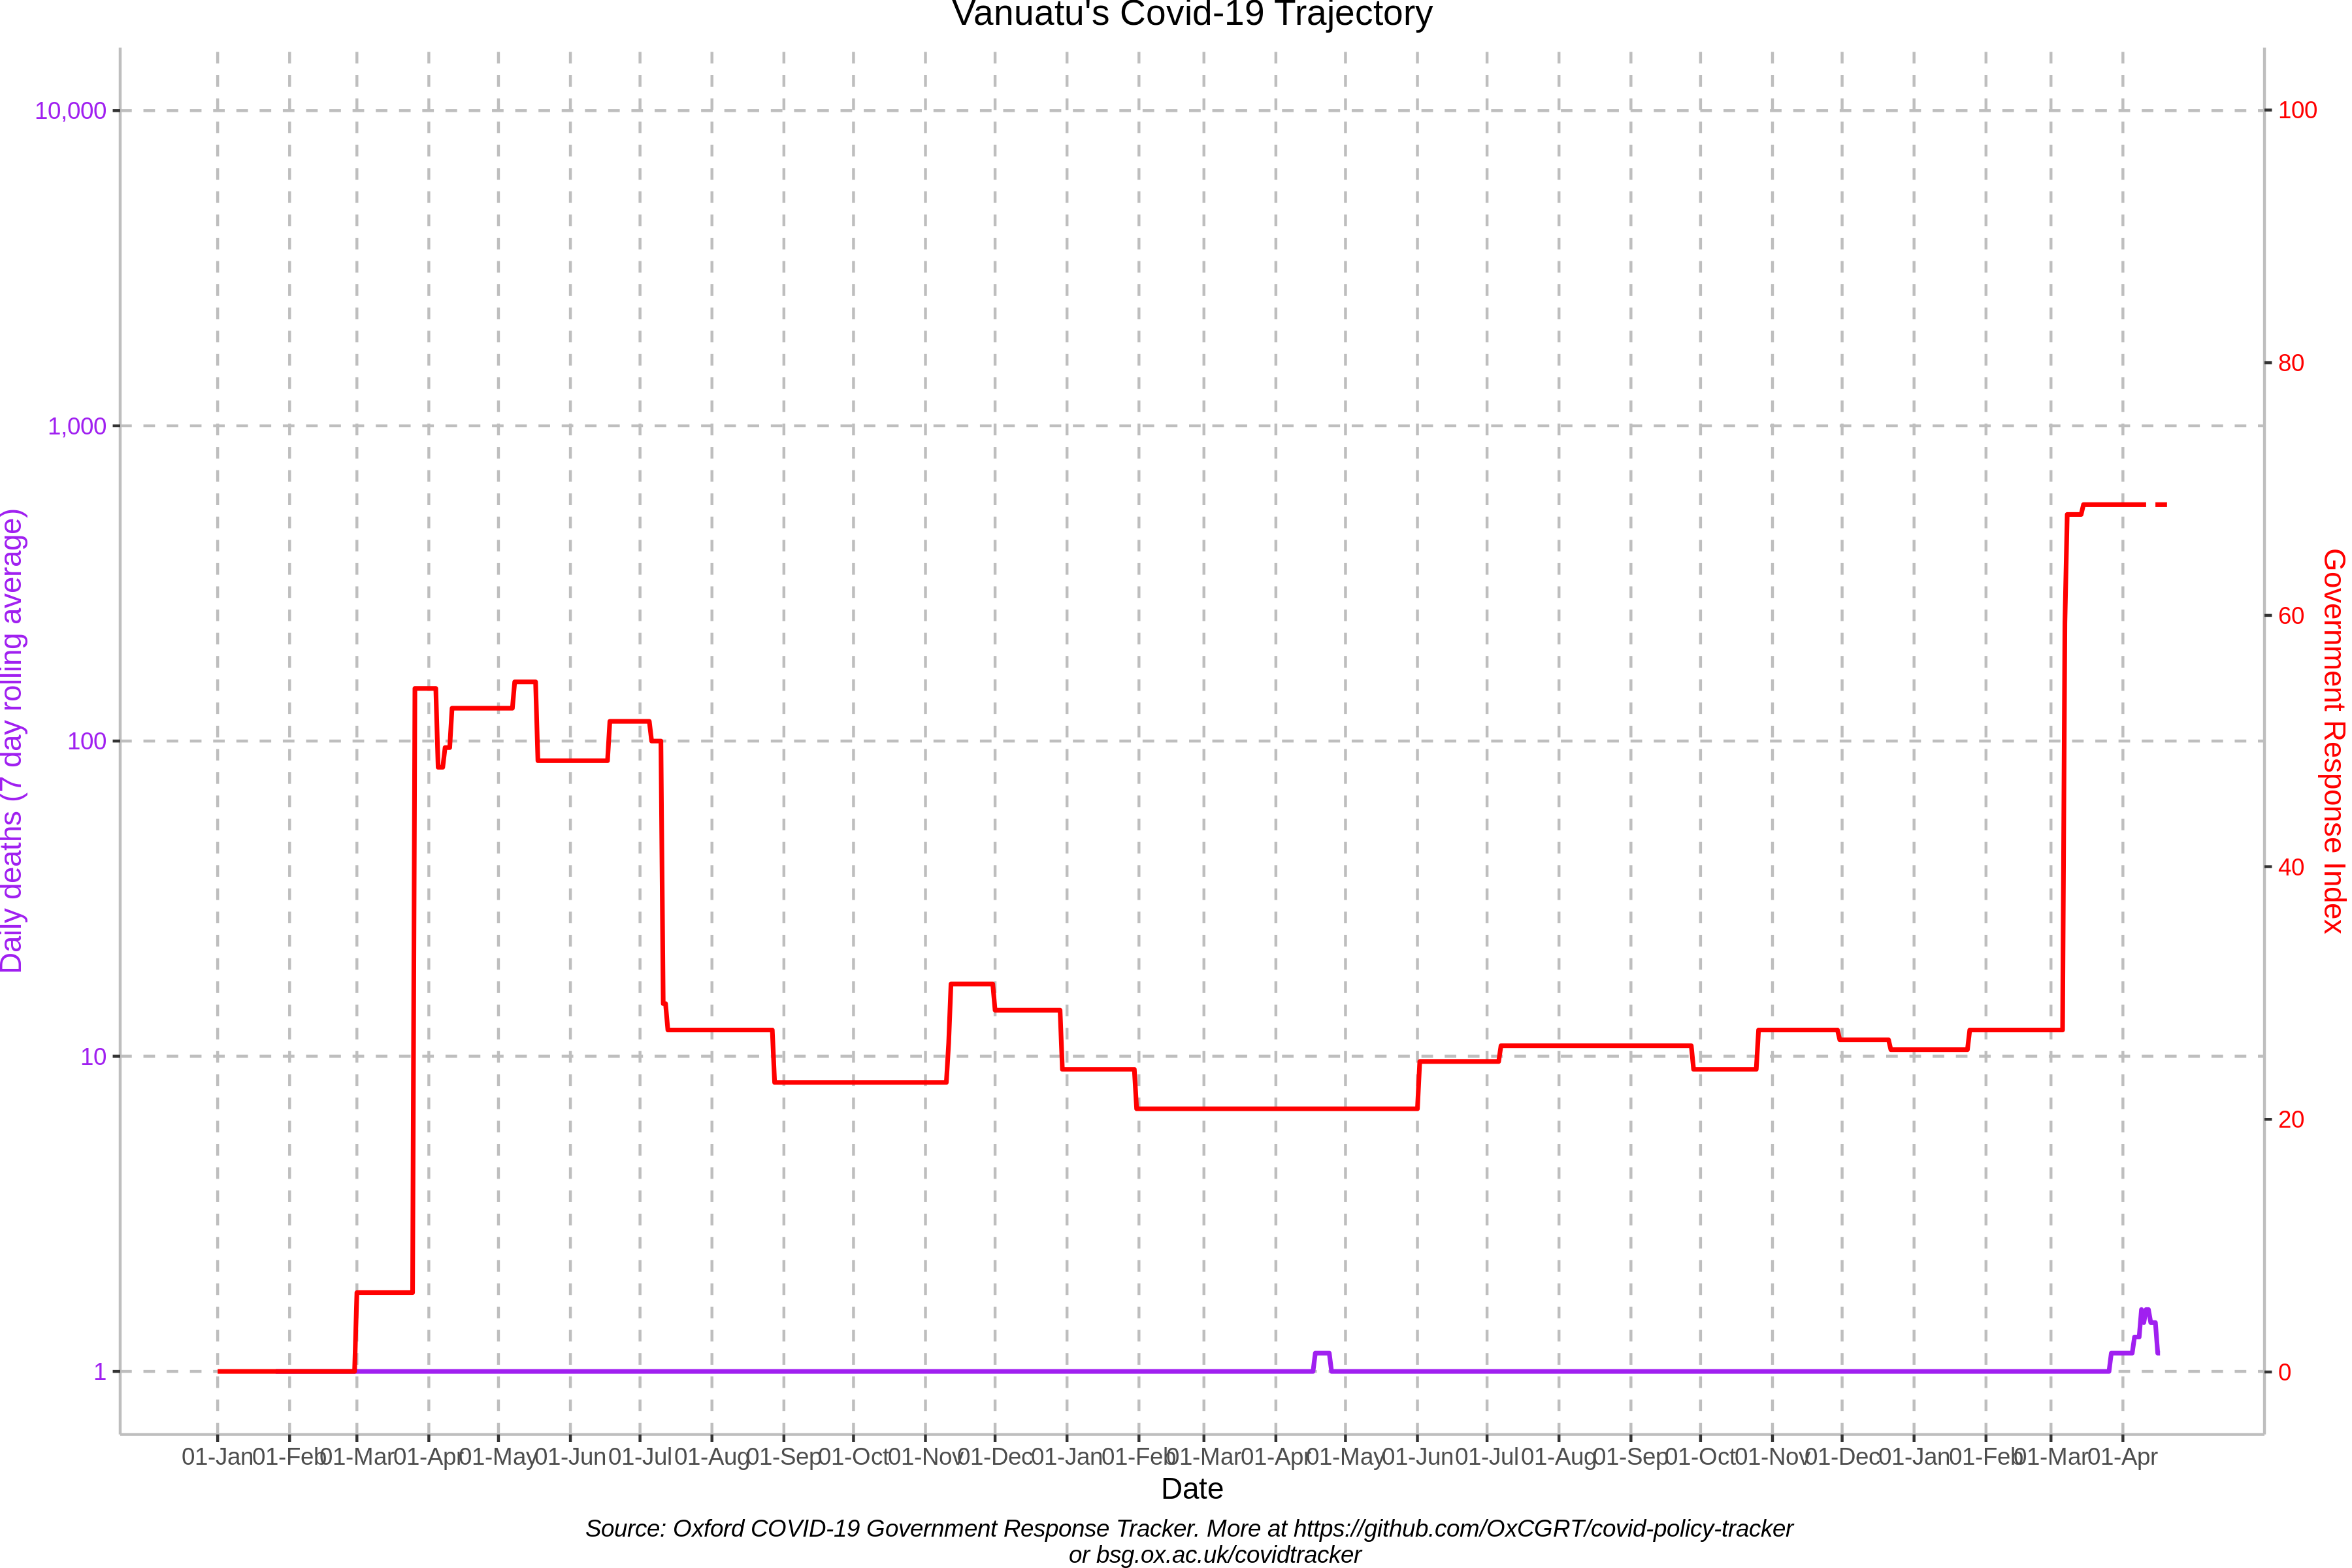 Vanuatu's Covid-19 Trajectory
10,000
1,000
100
10
1
Daily deaths (7 day rolling average)
100
80
60
40
20
0
Government Response Index
01-Jan 01-Feb 01-Mar 01-Apr 01-May 01-Jun 01-Jul 01-Aug 01-Sep 01-Oct 01-Nov 01-Dec 01-Jan 01-Feb 01-Mar 01-Apr 01-May 01-Jun 01-Jul 01-Aug 01-Sep 01-Oct 01-Nov 01-Dec 01-Jan 01-Feb 01-Mar 01-Apr
Date
Source: Oxford COVID-19 Government Response Tracker. More at https://github.com/OxCGRT/covid-policy-tracker
or bsg.ox.ac.uk/covidtracker